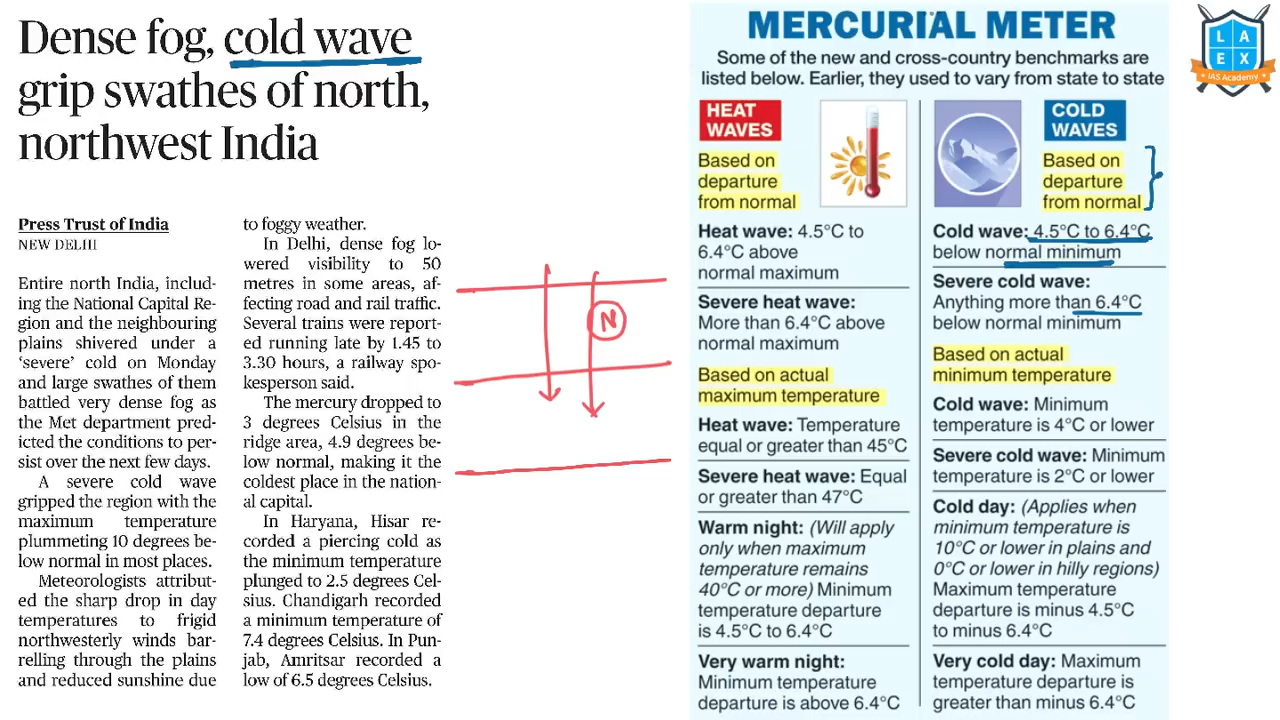 Dense fog, cold wave
grip swathes of north,
northwest India
Press Trust of India
NEW DELHI
Entire north India, includ-
ing the National Capital Re-
gion and the neighbouring
plains shivered under a
‘severe’ cold on Monday
and large swathes of them
battled very dense fog as
the Met department pred-
icted the conditions to per-
sist over the next few days.
A severe cold wave
gripped the region with the
maximum temperature
plummeting 10 degrees be-
low normal in most places.
Meteorologists attribut-
ed the sharp drop in day
temperatures to frigid
northwesterly winds bar-
relling through the plains
and reduced sunshine due
to foggy weather.
In Delhi, dense fog lo-
wered visibility to 50
metres in some areas, af-
fecting road and rail traffic.
Several trains were report-
ed running late by 1.45 to
3.30 hours, a railway spo-
kesperson said.
The mercury dropped to
3 degrees Celsius in the
ridge area, 4.9 degrees be-
low normal, making it the
coldest place in the nation-
al capital.
In Haryana, Hisar re-
corded a piercing cold as
the minimum temperature
plunged to 2.5 degrees Cel-
sius. Chandigarh recorded
a minimum temperature of
7.4 degrees Celsius. In Pun-
jab, Amritsar recorded a
low of 6.5 degrees Celsius.
N
MERCURIAL METER
Some of the new and cross-country benchmarks are
listed below. Earlier, they used to vary from state to state
HEAT
WAVES
Based on
departure
from normal
Heat wave: 4.5°C to
6.4°C above
normal maximum
Severe heat wave:
More than 6.4°C above
normal maximum
Based on actual
maximum temperature
Heat wave: Temperature
equal or greater than 45°C
Severe heat wave: Equal
or greater than 47°C
Warm night: (Will apply
only when maximum
temperature remains
40°C or more) Minimum
temperature departure
is 4.5°C to 6.4°C
Very warm night:
Minimum temperature
departure is above 6.4°C
COLD
WAVES
Based on
departure
from normal
Cold wave: 4.5°C to 6.4°C
below normal minimum
Severe cold wave:
Anything more than 6.4°C
below normal minimum
Based on actual
minimum temperature
Cold wave: Minimum
temperature is 4°C or lower
Severe cold wave: Minimum
temperature is 2°C or lower
Cold day: (Applies when
minimum temperature is
10°C or lower in plains and
0°C or lower in hilly regions)
Maximum temperature
departure is minus 4.5°C
to minus 6.4°C
Very cold day: Maximum
temperature departure is
greater than minus 6.4°C
L A
E X
IAS Academy